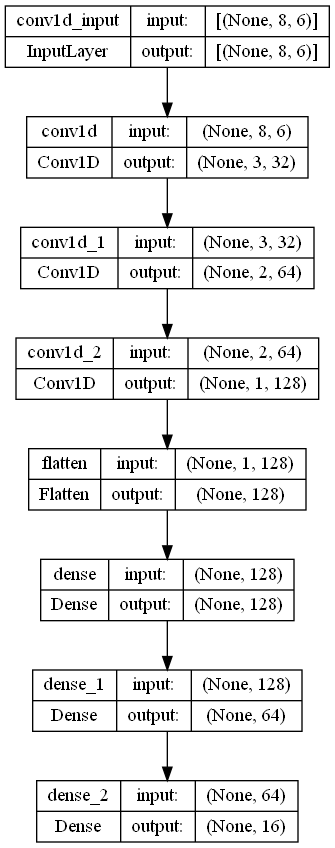 conv1d_input input: [(None, 8, 6)]
InputLayer output: [(None, 8, 6)]
conv1d input: (None, 8, 6)
Conv1D output: (None, 3, 32)
conv1d_1 input: (None, 3, 32)
Conv1D output: (None, 2, 64)
conv1d_2 input: (None, 2, 64)
Conv1D output: (None, 1, 128)
flatten input: (None, 1, 128)
Flatten output: (None, 128)
dense input: (None, 128)
Dense output: (None, 128)
dense_1 input: (None, 128)
Dense output: (None, 64)
dense_2 input: (None, 64)
Dense output: (None, 16)